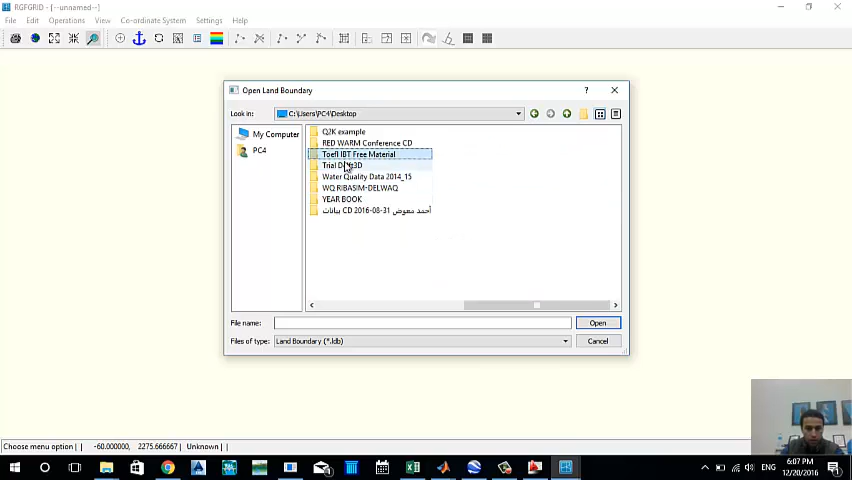 RGFGRID - [--unnamed--]
File Edit Operations View Co-ordinate System Settings Help
Open Land Boundary
?
Look in: C:\Users\PC4\Desktop
My Computer
PC4
Q2K example
RED WARM Conference CD
Toefl IBT Free Material
Trial Delft3D
Water Quality Data 2014_15
WQ RIBASIM-DELWAQ
YEAR BOOK
بيانات CD 2016-08-31 أحمد معوض
File name:
Open
Files of type: Land Boundary (*.ldb)
Cancel
Choose menu option | | -60.000000, 2275.666667 | Unknown | |
ENG
6:07 PM
12/20/2016